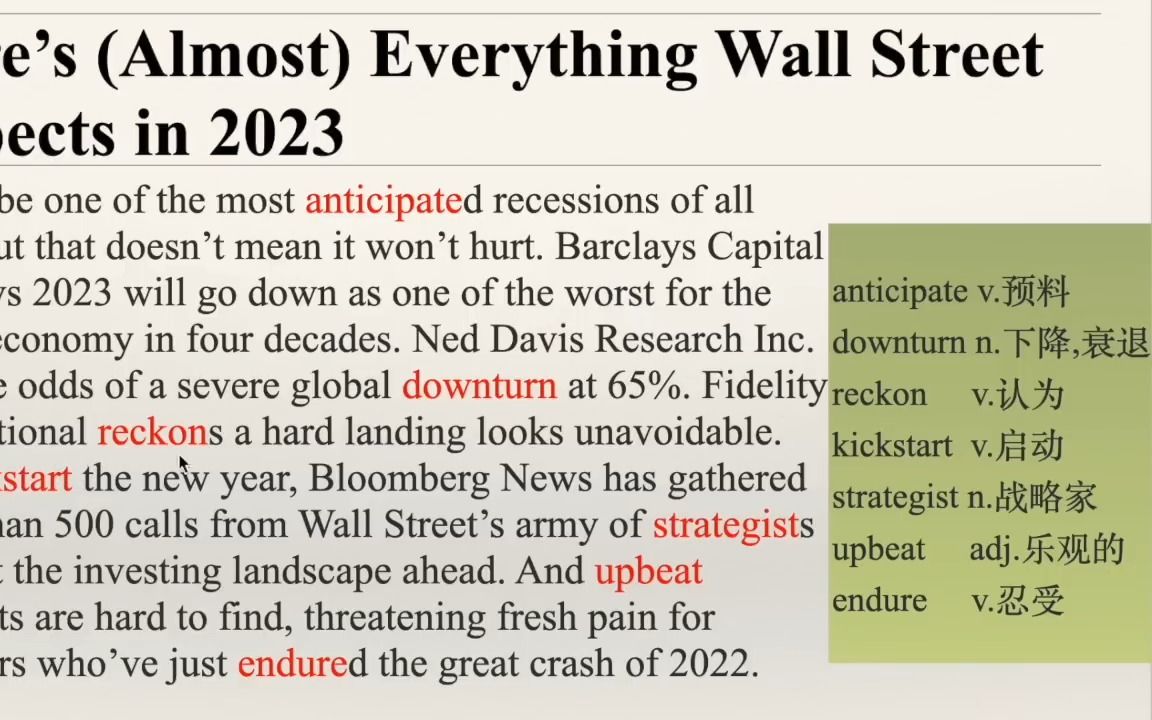 e's (Almost) Everything Wall Street
ects in 2023
be one of the most anticipated recessions of all
ut that doesn't mean it won't hurt. Barclays Capital
ys 2023 will go down as one of the worst for the
economy in four decades. Ned Davis Research Inc.
e odds of a severe global downturn at 65%. Fidelity
tional reckons a hard landing looks unavoidable.
start the new year, Bloomberg News has gathered
han 500 calls from Wall Street's army of strategists
t the investing landscape ahead. And upbeat
ts are hard to find, threatening fresh pain for
rs who've just endured the great crash of 2022.
anticipate v.预料
downturn n.下降,衰退
reckon v.认为
kickstart v.启动
strategist n.战略家
upbeat adj.乐观的
endure v.忍受